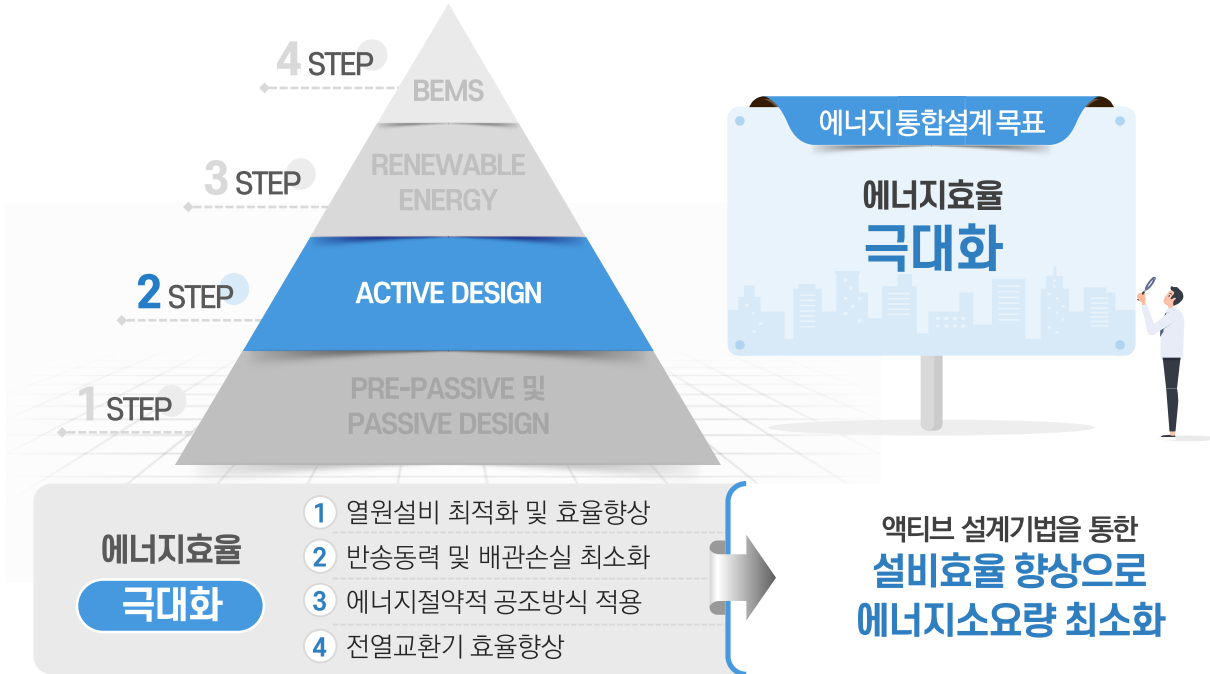 4 STEP
BEMS
3 STEP
RENEWABLE
ENERGY
2 STEP
ACTIVE DESIGN
1 STEP
PRE-PASSIVE 및
PASSIVE DESIGN
에너지 통합설계 목표
에너지효율
극대화
에너지효율
극대화
1 열원설비 최적화 및 효율향상
2 반송동력 및 배관손실 최소화
3 에너지절약적 공조방식 적용
4 전열교환기 효율향상
액티브 설계기법을 통한
설비효율 향상으로
에너지소요량 최소화